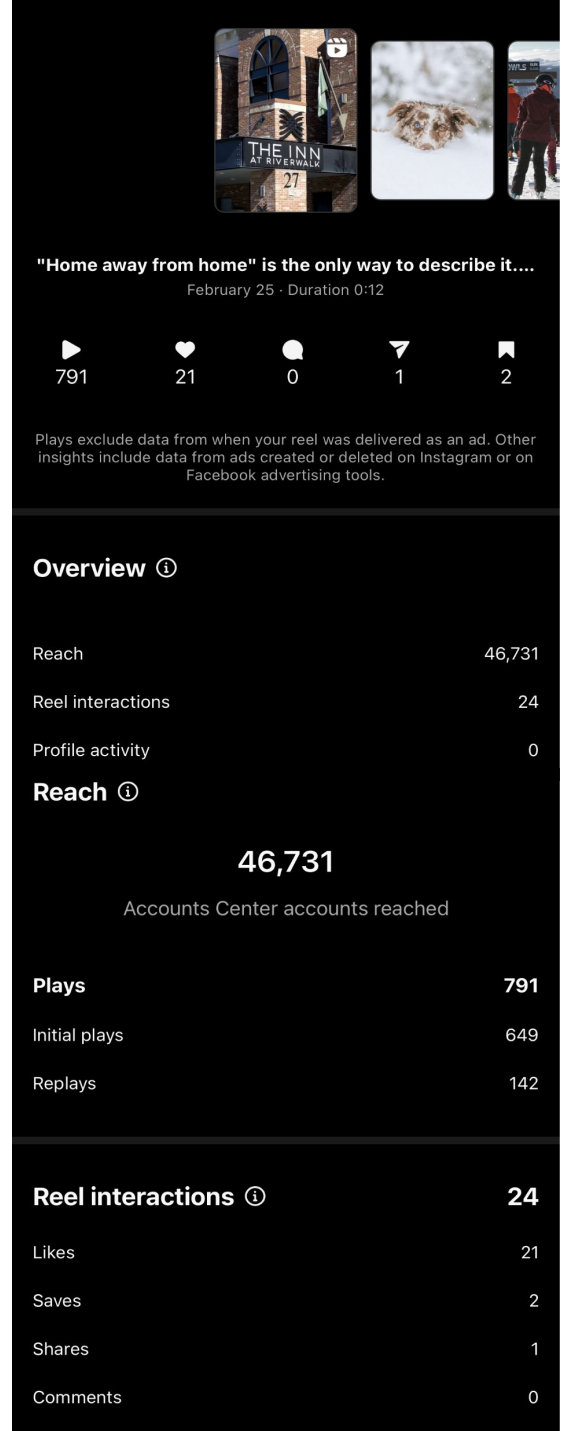 THE INN
AT RIVERWALK
27
"Home away from home" is the only way to describe it....
February 25 · Duration 0:12
791 21 0 1 2
Plays exclude data from when your reel was delivered as an ad. Other
insights include data from ads created or deleted on Instagram or on
Facebook advertising tools.
Overview
Reach 46,731
Reel interactions 24
Profile activity 0
Reach
46,731
Accounts Center accounts reached
Plays 791
Initial plays 649
Replays 142
Reel interactions 24
Likes 21
Saves 2
Shares 1
Comments 0